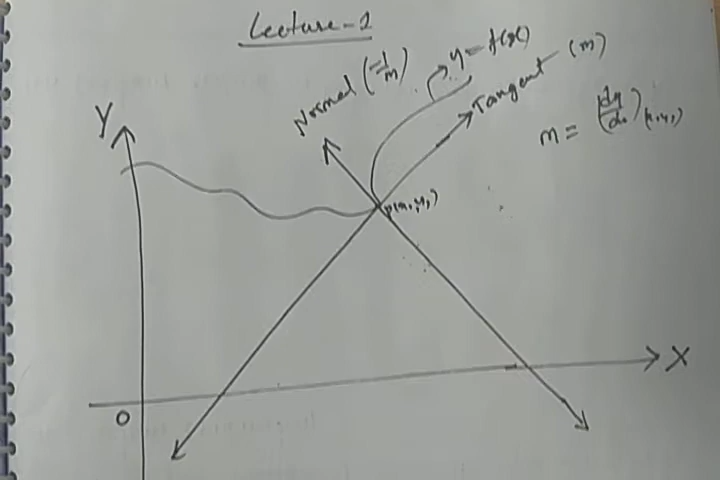 Lecture-1
Normal (-1/m)
y=f(x)
Tangent (m)
m = (dy/dx)(x₁,y₁)
Y
P(x₁,y₁)
X
O